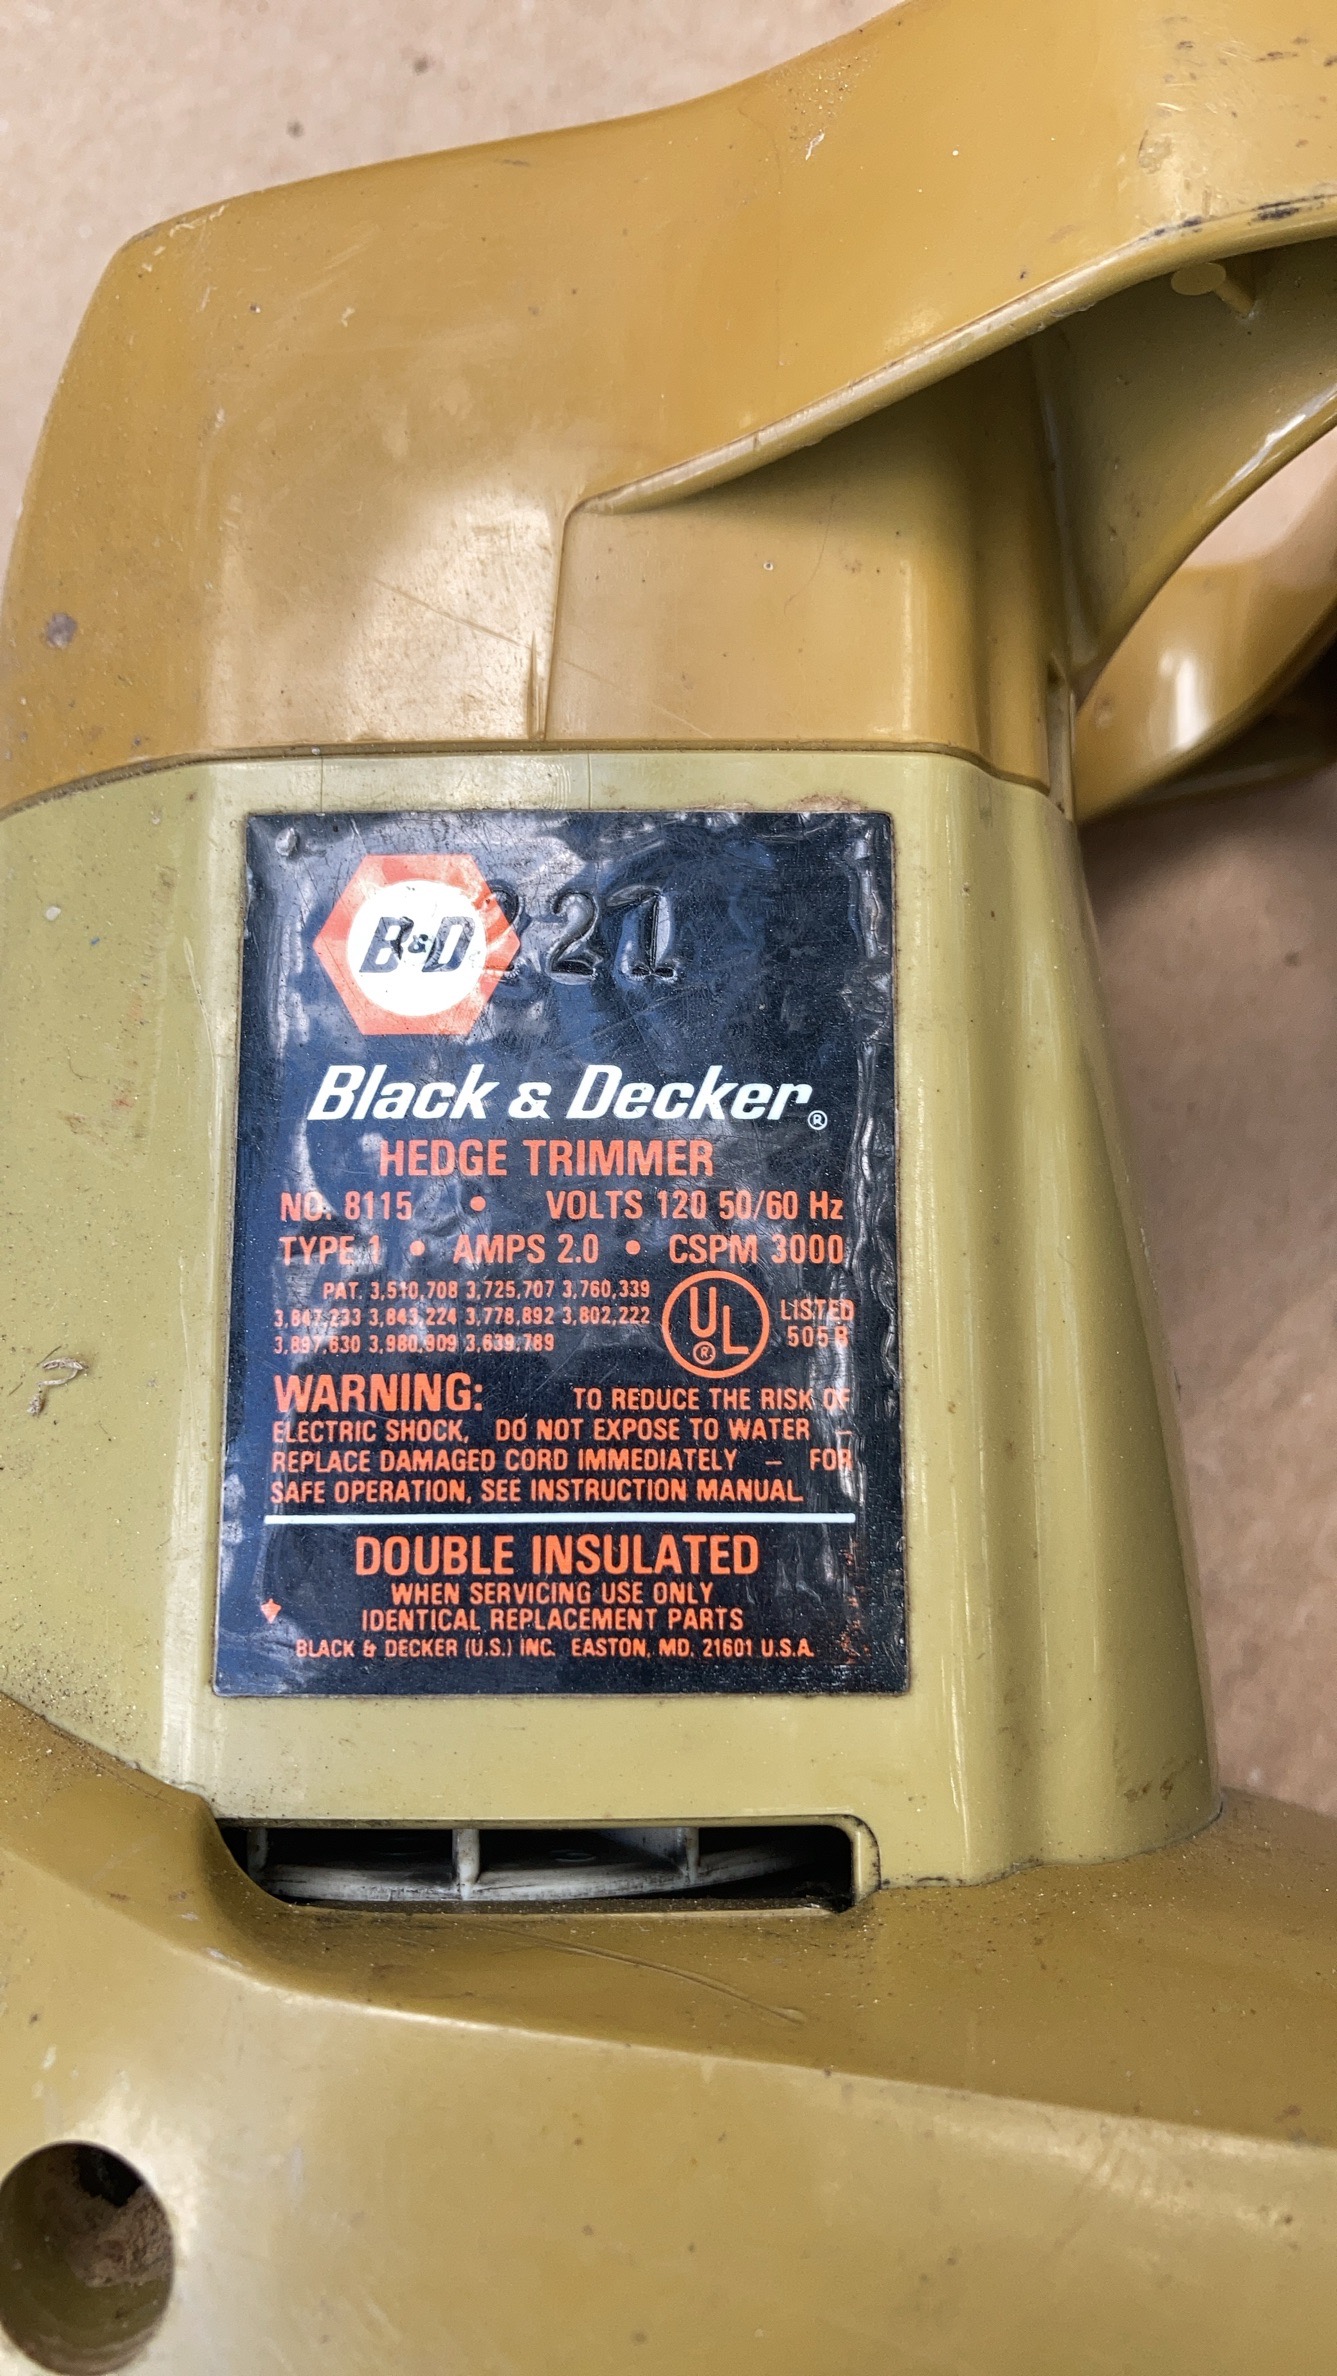 B&D 221
Black & Decker®
HEDGE TRIMMER
NO. 8115 • VOLTS 120 50/60 Hz
TYPE 1 • AMPS 2.0 • CSPM 3000
PAT. 3,510,708 3,725,707 3,760,339
3,847,233 3,843,224 3,778,892 3,802,222
3,897,630 3,980,909 3,639,789
UL® LISTED
505B
WARNING: TO REDUCE THE RISK OF
ELECTRIC SHOCK, DO NOT EXPOSE TO WATER –
REPLACE DAMAGED CORD IMMEDIATELY – FOR
SAFE OPERATION, SEE INSTRUCTION MANUAL
DOUBLE INSULATED
WHEN SERVICING USE ONLY
IDENTICAL REPLACEMENT PARTS
BLACK & DECKER (U.S.) INC. EASTON, MD. 21601 U.S.A.